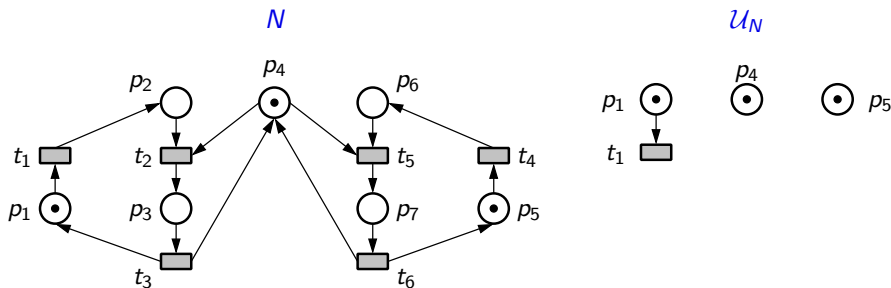 N
U_N
p₂
p₄
p₆
p₁
p₄
p₅
t₁
t₂
t₅
t₄
t₁
p₁
p₃
p₇
p₅
t₃
t₆